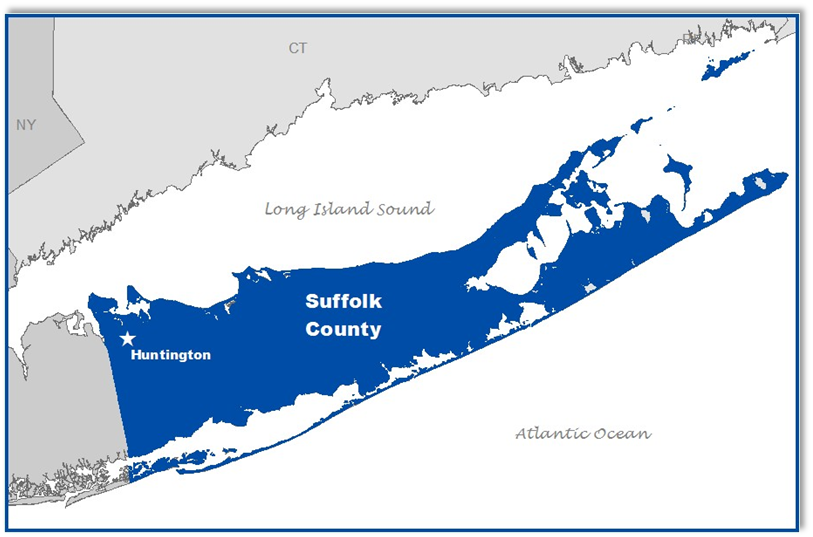 CT
NY
Long Island Sound
Suffolk
County
Huntington
Atlantic Ocean